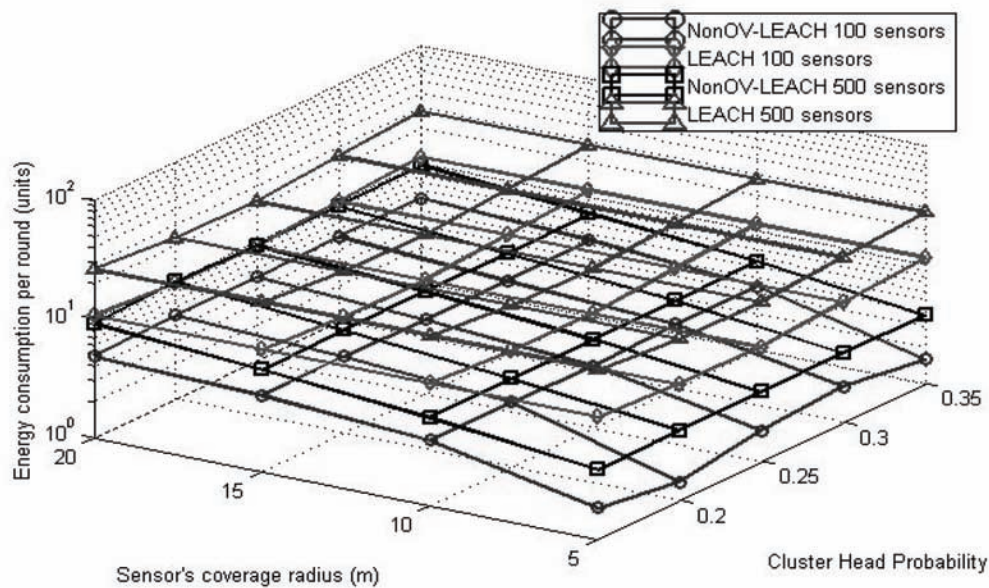 NonOV-LEACH 100 sensors
LEACH 100 sensors
NonOV-LEACH 500 sensors
LEACH 500 sensors
Energy consumption per round (units)
10^2
10^1
10^0
20
15
10
5
Sensor's coverage radius (m)
0.2
0.25
0.3
0.35
Cluster Head Probability